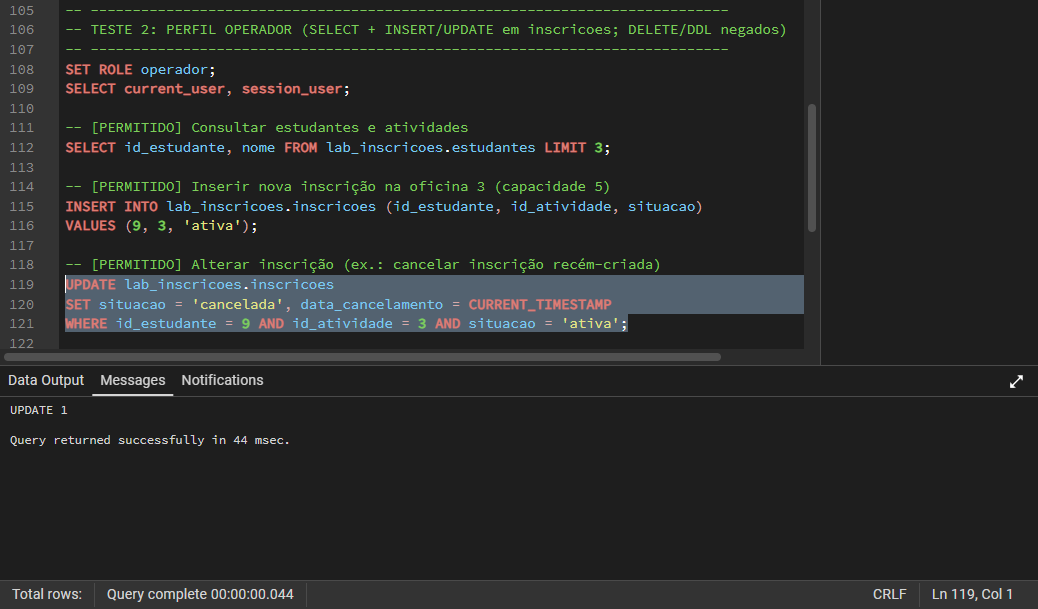 105 -- ----------------------------------------------------------------------------
106 -- TESTE 2: PERFIL OPERADOR (SELECT + INSERT/UPDATE em inscricoes; DELETE/DDL negados)
107 -- ----------------------------------------------------------------------------
108 SET ROLE operador;
109 SELECT current_user, session_user;
110
111 -- [PERMITIDO] Consultar estudantes e atividades
112 SELECT id_estudante, nome FROM lab_inscricoes.estudantes LIMIT 3;
113
114 -- [PERMITIDO] Inserir nova inscrição na oficina 3 (capacidade 5)
115 INSERT INTO lab_inscricoes.inscricoes (id_estudante, id_atividade, situacao)
116 VALUES (9, 3, 'ativa');
117
118 -- [PERMITIDO] Alterar inscrição (ex.: cancelar inscrição recém-criada)
119 UPDATE lab_inscricoes.inscricoes
120 SET situacao = 'cancelada', data_cancelamento = CURRENT_TIMESTAMP
121 WHERE id_estudante = 9 AND id_atividade = 3 AND situacao = 'ativa';
122
Data Output Messages Notifications
UPDATE 1
Query returned successfully in 44 msec.
Total rows: Query complete 00:00:00.044 CRLF Ln 119, Col 1